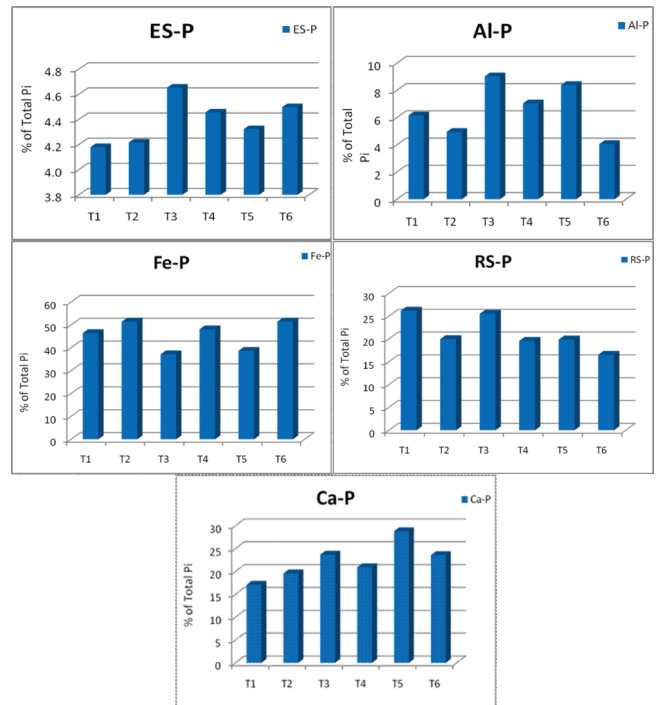 ES-P
ES-P
% of Total Pi
4.8
4.6
4.4
4.2
4.0
3.8
T1 T2 T3 T4 T5 T6
Al-P
Al-P
% of Total
Pi
10
8
6
4
2
0
T1 T2 T3 T4 T5 T6
Fe-P
Fe-P
% of Total Pi
60
50
40
30
20
10
0
T1 T2 T3 T4 T5 T6
RS-P
RS-P
% of Total Pi
30
25
20
15
10
5
0
T1 T2 T3 T4 T5 T6
Ca-P
Ca-P
% of Total Pi
30
25
20
15
10
5
0
T1 T2 T3 T4 T5 T6